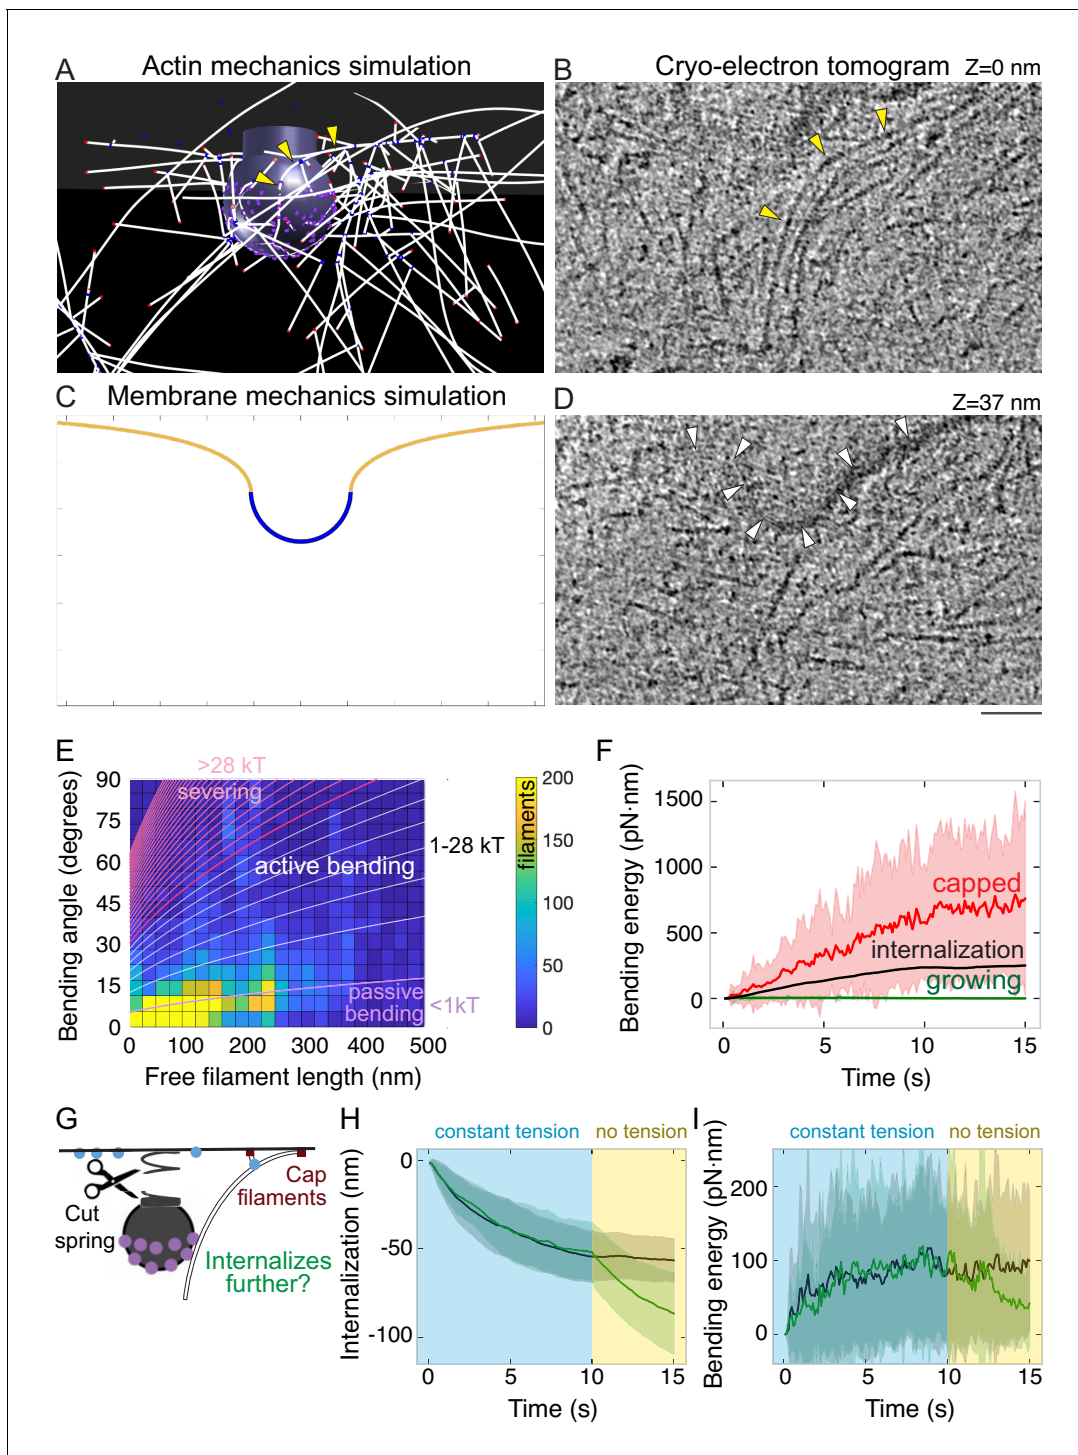 A Actin mechanics simulation
B Cryo-electron tomogram Z=0 nm
C Membrane mechanics simulation
D Z=37 nm
E
>28 kT
severing
active bending
1-28 kT
passive
bending
<1kT
90
75
60
45
30
15
0
Bending angle (degrees)
0 100 200 300 400 500
Free filament length (nm)
200
150
100
50
0
filaments
F
1500
1000
500
0
Bending energy (pN·nm)
capped
internalization
growing
0 5 10 15
Time (s)
G
Cut
spring
Cap
filaments
Internalizes
further?
H
constant tension no tension
0
-50
-100
Internalization (nm)
0 5 10 15
Time (s)
I
constant tension no tension
200
100
0
Bending energy (pN·nm)
0 5 10 15
Time (s)